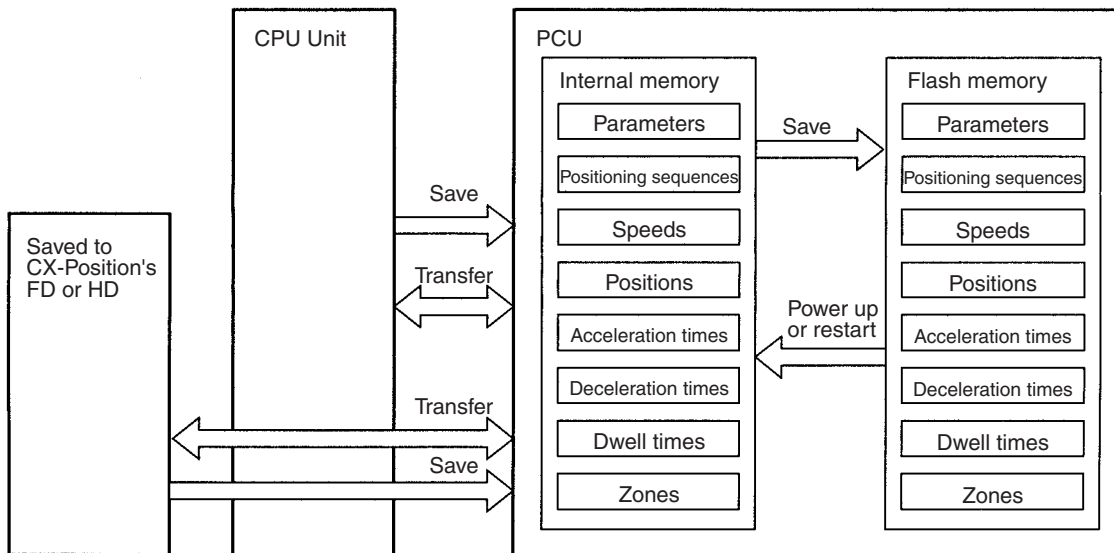 CPU Unit
PCU
Internal memory
Parameters
Positioning sequences
Speeds
Positions
Acceleration times
Deceleration times
Dwell times
Zones
Flash memory
Parameters
Positioning sequences
Speeds
Positions
Acceleration times
Deceleration times
Dwell times
Zones
Save
Power up
or restart
Save
Transfer
Transfer
Save
Saved to
CX-Position's
FD or HD